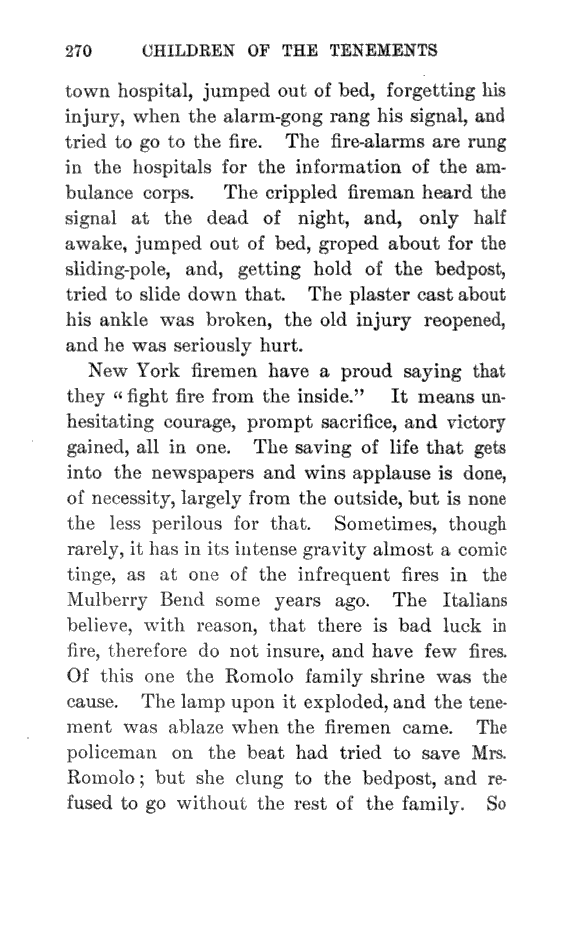 270 CHILDREN OF THE TENEMENTS
town hospital, jumped out of bed, forgetting his
injury, when the alarm-gong rang his signal, and
tried to go to the fire. The fire-alarms are rung
in the hospitals for the information of the am-
bulance corps. The crippled fireman heard the
signal at the dead of night, and, only half
awake, jumped out of bed, groped about for the
sliding-pole, and, getting hold of the bedpost,
tried to slide down that. The plaster cast about
his ankle was broken, the old injury reopened,
and he was seriously hurt.
New York firemen have a proud saying that
they “fight fire from the inside.” It means un-
hesitating courage, prompt sacrifice, and victory
gained, all in one. The saving of life that gets
into the newspapers and wins applause is done,
of necessity, largely from the outside, but is none
the less perilous for that. Sometimes, though
rarely, it has in its intense gravity almost a comic
tinge, as at one of the infrequent fires in the
Mulberry Bend some years ago. The Italians
believe, with reason, that there is bad luck in
fire, therefore do not insure, and have few fires.
Of this one the Romolo family shrine was the
cause. The lamp upon it exploded, and the tene-
ment was ablaze when the firemen came. The
policeman on the beat had tried to save Mrs.
Romolo; but she clung to the bedpost, and re-
fused to go without the rest of the family. So